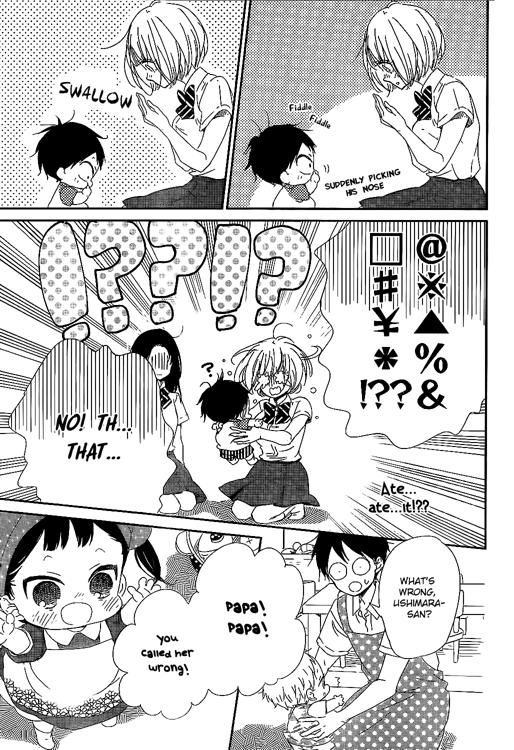 Fiddle
Fiddle
SUDDENLY PICKING
HIS NOSE
SWALLOW
□ @
# ※
¥ ▲
* %
!?? &
!??!?
Ate...
ate...it!??
NO! TH...
THAT...
WHAT'S
WRONG,
USHIMARA-
SAN?
Papa!
Papa!
you
called her
wrong!
?